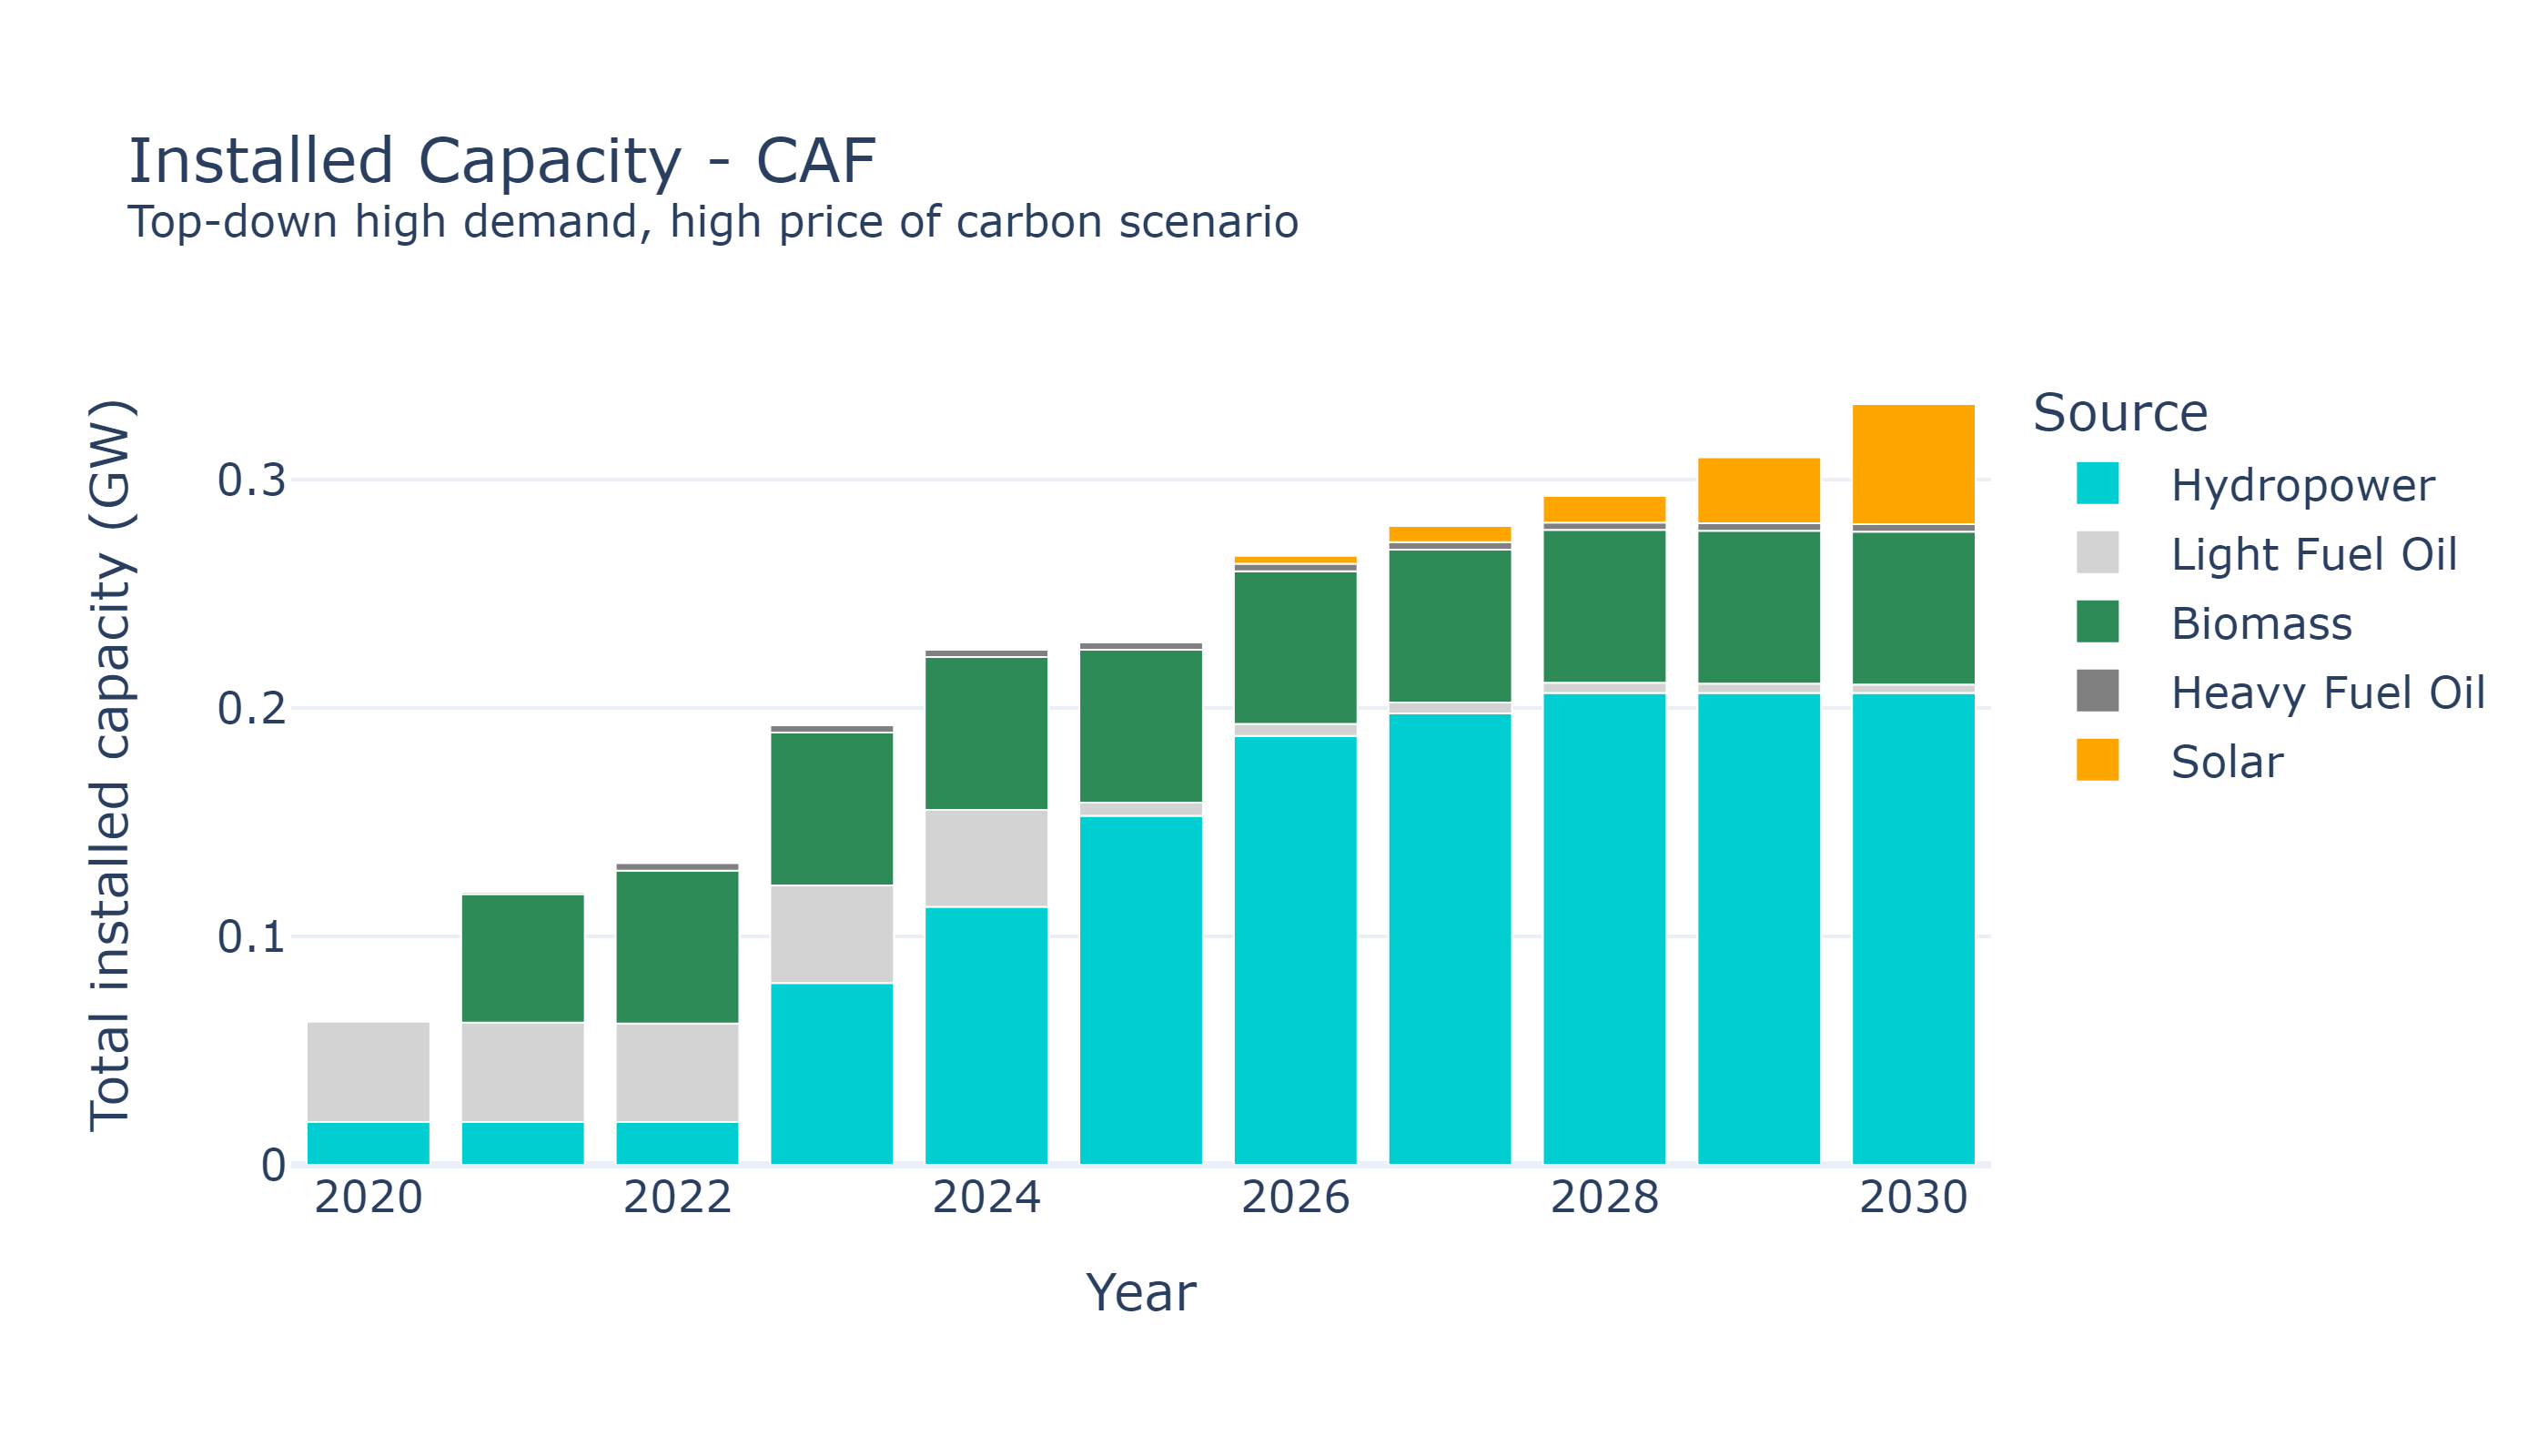 Installed Capacity - CAF
Top-down high demand, high price of carbon scenario
Total installed capacity (GW)
0.3
0.2
0.1
0
2020
2022
2024
2026
2028
2030
Year
Source
Hydropower
Light Fuel Oil
Biomass
Heavy Fuel Oil
Solar